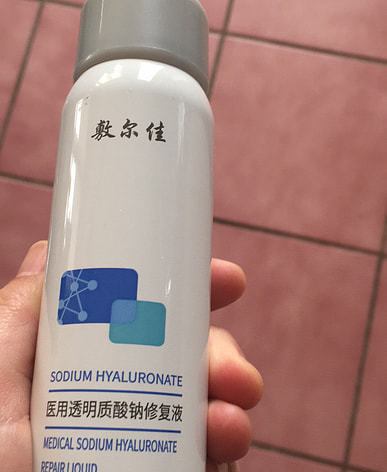 敷尔佳
SODIUM HYALURONATE
医用透明质酸钠修复液
MEDICAL SODIUM HYALURONATE
REPAIR LIQUID